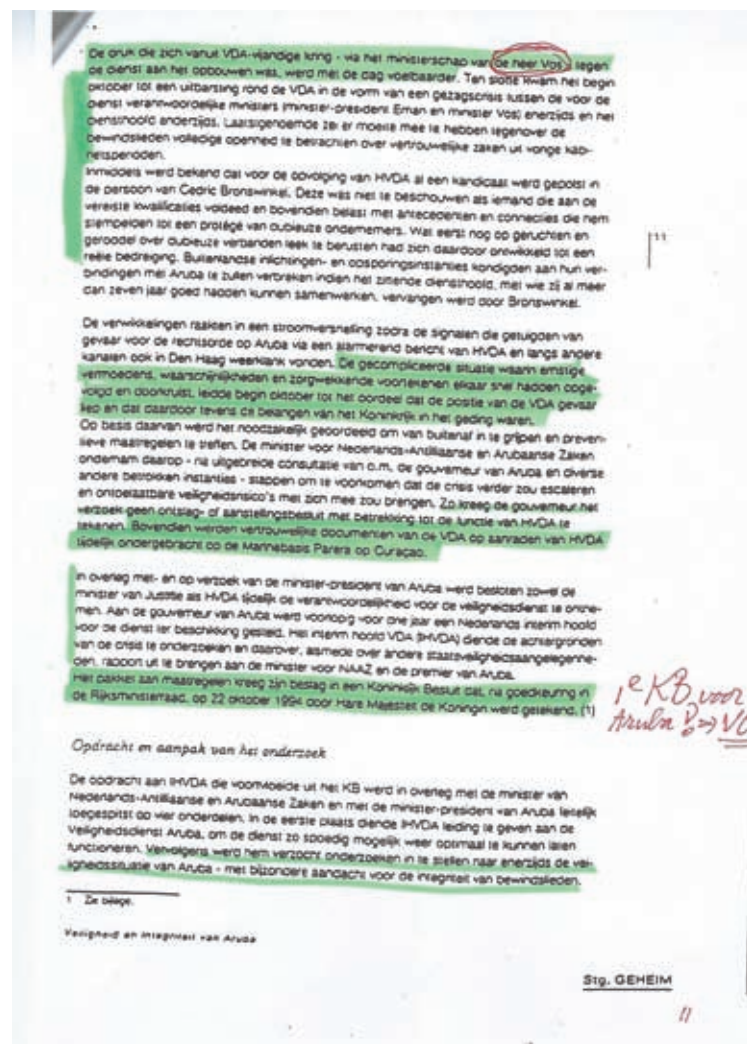 De druk die zich vanuit VDA-vijandige kring - via het ministerschap van de heer Vos - tegen
de dienst aan het opbouwen was, werd met de dag voelbaarder. Ten slotte kwam het begin
oktober tot een uitbarsting rond de VDA in de vorm van een gezagscrisis tussen de voor de
dienst verantwoordelijke ministers (minister-president Eman en minister Vos) enerzijds en het
diensthoofd anderzijds. Laatstgenoemde zei er moeite mee te hebben tegenover de
bewindslieden volledige openheid te betrachten over vertrouwelijke zaken uit vorige kabi-
netsperioden.
Inmiddels werd bekend dat voor de opvolging van HVDA al een kandidaat werd gepolst in
de persoon van Cedric Bronswinkel. Deze was niet te beschouwen als iemand die aan de
vereiste kwalificaties voldeed en bovendien belast met antecedenten en connecties die hem
stempelden tot een protégé van dubieuze ondernemers. Wat eerst nog op geruchten en
geroddel over dubieuze verbanden leek te berusten had zich daardoor ontwikkeld tot een
reële bedreiging. Buitenlandse inlichtingen- en opsporingsinstanties kondigden aan hun ver-
bindingen met Aruba te zullen verbreken indien het zittende diensthoofd, met wie zij al meer
dan zeven jaar goed hadden kunnen samenwerken, vervangen werd door Bronswinkel.
11
De verwikkelingen raakten in een stroomversnelling zodra de signalen die getuigden van
gevaar voor de rechtsorde op Aruba via een alarmerend bericht van HVDA en langs andere
kanalen ook in Den Haag weerklank vonden. De gecompliceerde situatie waarin ernstige
vermoedens, waarschijnlijkheden en zorgwekkende voortekenen elkaar snel hadden opge-
volgd en doorkruist, leidde begin oktober tot het oordeel dat de positie van de VDA gevaar
liep en dat daardoor tevens de belangen van het Koninkrijk in het geding waren.
Op basis daarvan werd het noodzakelijk geoordeeld om van buitenaf in te grijpen en preven-
tieve maatregelen te treffen. De minister voor Nederlands-Antilliaanse en Arubaanse Zaken
ondernam daarop - na uitgebreide consultatie van o.m. de gouverneur van Aruba en diverse
andere betrokken instanties - stappen om te voorkomen dat de crisis verder zou escaleren
en ontoelaatbare veiligheidsrisico's met zich mee zou brengen. Zo kreeg de gouverneur het
verzoek geen ontslag- of aanstellingsbesluit met betrekking tot de functie van HVDA te
tekenen. Bovendien werden vertrouwelijke documenten van de VDA op aanraden van HVDA
tijdelijk ondergebracht op de Marinebasis Parera op Curaçao.
In overleg met- en op verzoek van de minister-president van Aruba werd besloten zowel de
minister van Justitie als HVDA tijdelijk de verantwoordelijkheid voor de veiligheidsdienst te ontne-
men. Aan de gouverneur van Aruba werd voorlopig voor one jaar een Nederlands interim hoofd
voor de dienst ter beschikking gesteld. Het interim hoofd VDA (IHVDA) diende de achtergronden
van de crisis te onderzoeken en daarover, alsmede over andere staatsveiligheidsaangelegenhe-
den, rapport uit te brengen aan de minister voor NAAZ en de premier van Aruba.
Het pakket aan maatregelen kreeg zijn beslag in een Koninklijk Besluit dat, na goedkeuring in
de Rijksministerraad, op 22 oktober 1994 door Hare Majesteit de Koningin werd getekend. (1)
1e KB voor
Aruba
Opdracht en aanpak van het onderzoek
De opdracht aan IHVDA die voortvloeide uit het KB werd in overleg met de minister van
Nederlands-Antilliaanse en Arubaanse Zaken en met de minister-president van Aruba feitelijk
toegespitst op vier onderdelen. In de eerste plaats diende IHVDA leiding te geven aan de
Veiligheidsdienst Aruba, om de dienst zo spoedig mogelijk weer optimaal te kunnen laten
functioneren. Vervolgens werd hem verzocht onderzoeken in te stellen naar enerzijds de vei-
ligheidssituatie van Aruba - met bijzondere aandacht voor de integriteit van bewindslieden,
1 Zie bijlage.
Veiligheid en Integriteit van Aruba
Stg. GEHEIM
11